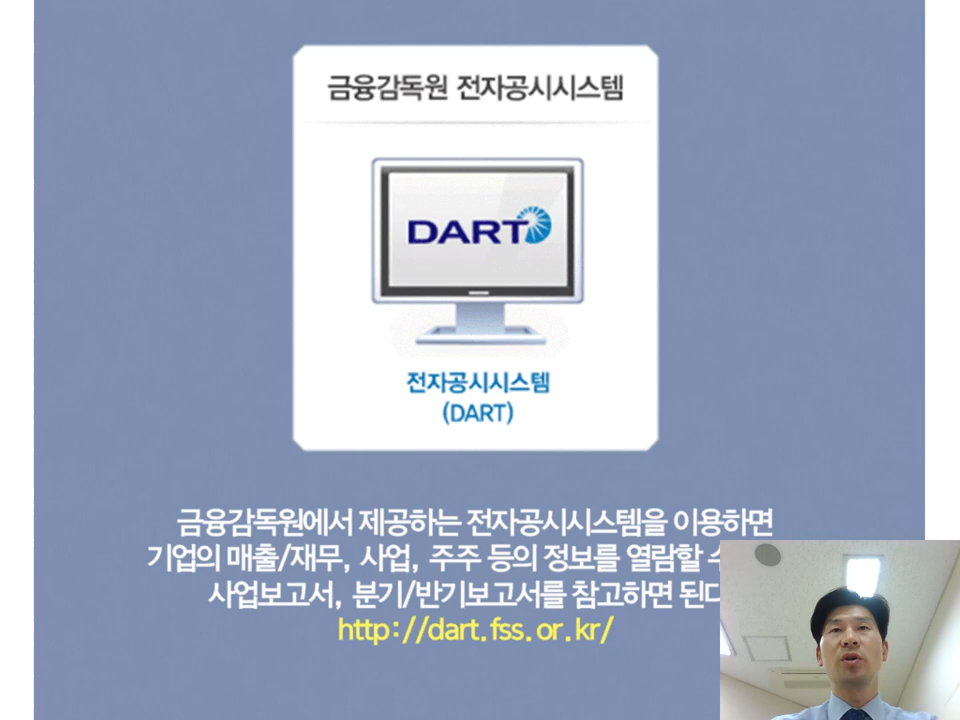 금융감독원 전자공시시스템
DART
전자공시시스템
(DART)
금융감독원에서 제공하는 전자공시시스템을 이용하면
기업의 매출/재무, 사업, 주주 등의 정보를 열람할
사업보고서, 분기/반기보고서를 참고하면
http://dart.fss.or.kr/